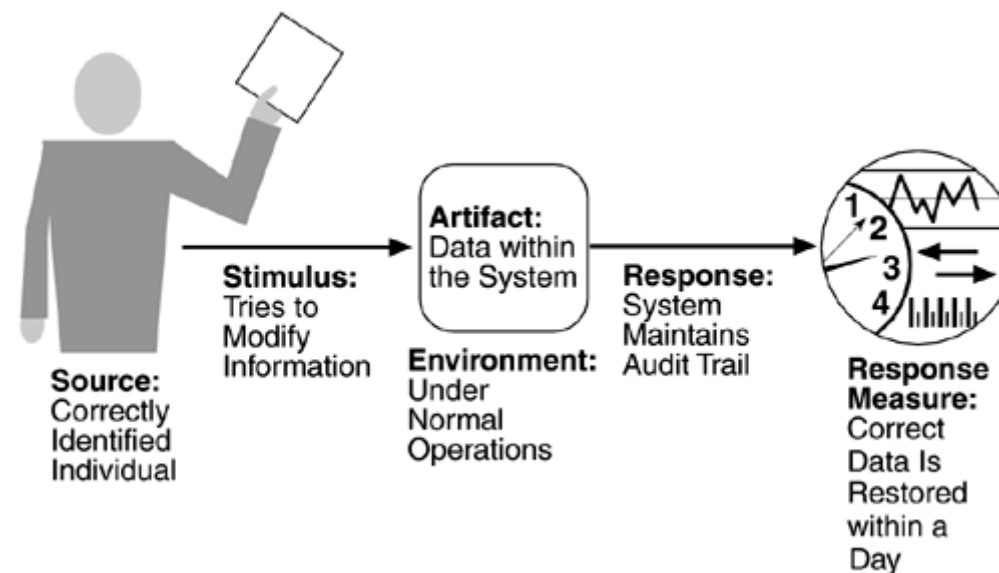 Source:
Correctly
Identified
Individual
Stimulus:
Tries to
Modify
Information
Artifact:
Data within
the System
Environment:
Under
Normal
Operations
Response:
System
Maintains
Audit Trail
1
2
3
4
Response
Measure:
Correct
Data Is
Restored
within a
Day